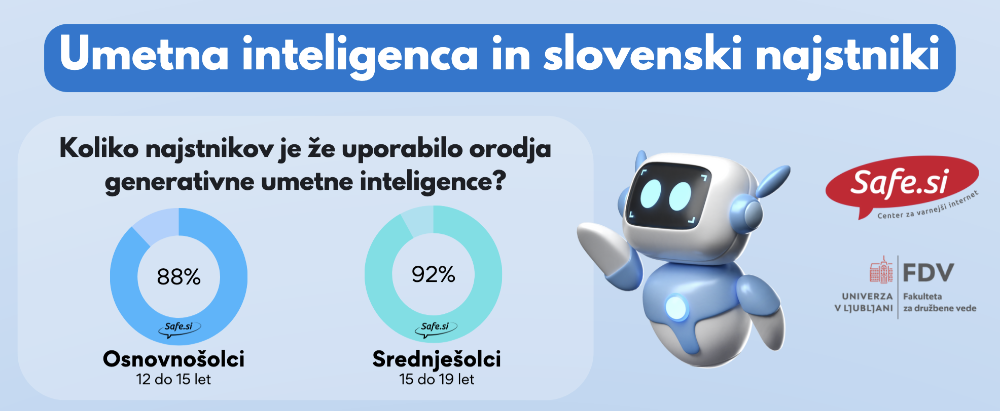 Umetna inteligenca in slovenski najstniki
Koliko najstnikov je že uporabilo orodja
generativne umetne inteligence?
88%
Safe.si
Osnovnošolci
12 do 15 let
92%
Safe.si
Srednješolci
15 do 19 let
Safe.si
Center za varnejši internet
UNIVERZA
V LJUBLJANI
FDV
Fakulteta
za družbene vede